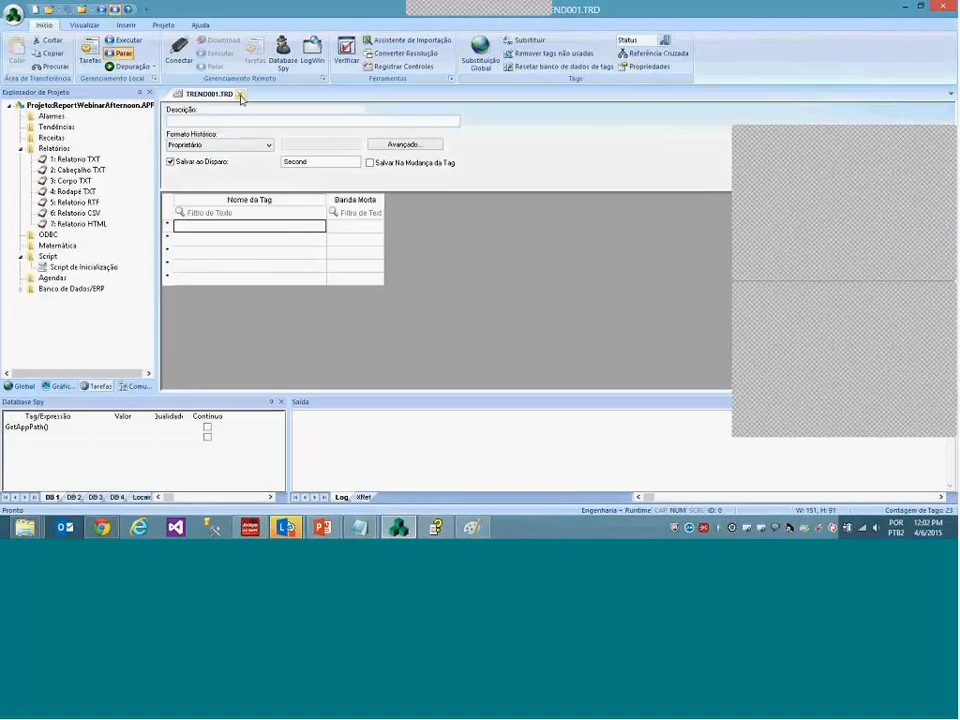 END001.TRD
Início Visualizar Inserir Projeto Ajuda
Colar
Cortar
Copiar
Procurar
Área de Transferência
Tarefas
Executar
Parar
Depuração
Gerenciamento Local
Conectar
Download
Executar
Parar
Tarefas
Database Spy
LogWin
Gerenciamento Remoto
Verificar
Assistente de Importação
Converter Resolução
Registrar Controles
Ferramentas
Substituição Global
Substituir
Remover tags não usadas
Resetar banco de dados de tags
Status
Referência Cruzada
Propriedades
Tags
Explorador de Projeto
Projeto:ReportWebinarAfternoon.APP
Alarmes
Tendências
Receitas
Relatórios
1: Relatorio TXT
2: Cabeçalho TXT
3: Corpo TXT
4: Rodapé TXT
5: Relatorio RTF
6: Relatorio CSV
7: Relatorio HTML
ODBC
Matemática
Script
Script de Inicialização
Agendas
Banco de Dados/ERP
Global Gráfic... Tarefas Comu...
TREND001.TRD
Descrição:
Formato Histórico:
Proprietário
Avançado...
Salvar ao Disparo:
Second
Salvar Na Mudança da Tag
Nome da Tag Banda Morta
Filtro de Texto Filtro de Text
Database Spy
Tag/Expressão Valor Qualidade Contínuo
GetAppPath()
DB 1 DB 2 DB 3 DB 4 Locais
Saída
Log XRef
Pronto
Engenharia - Runtime CAP NUM SCRL ID: 0 W: 151, H: 91 Contagem de Tags: 23
POR 12:02 PM
PTB2 4/6/2015